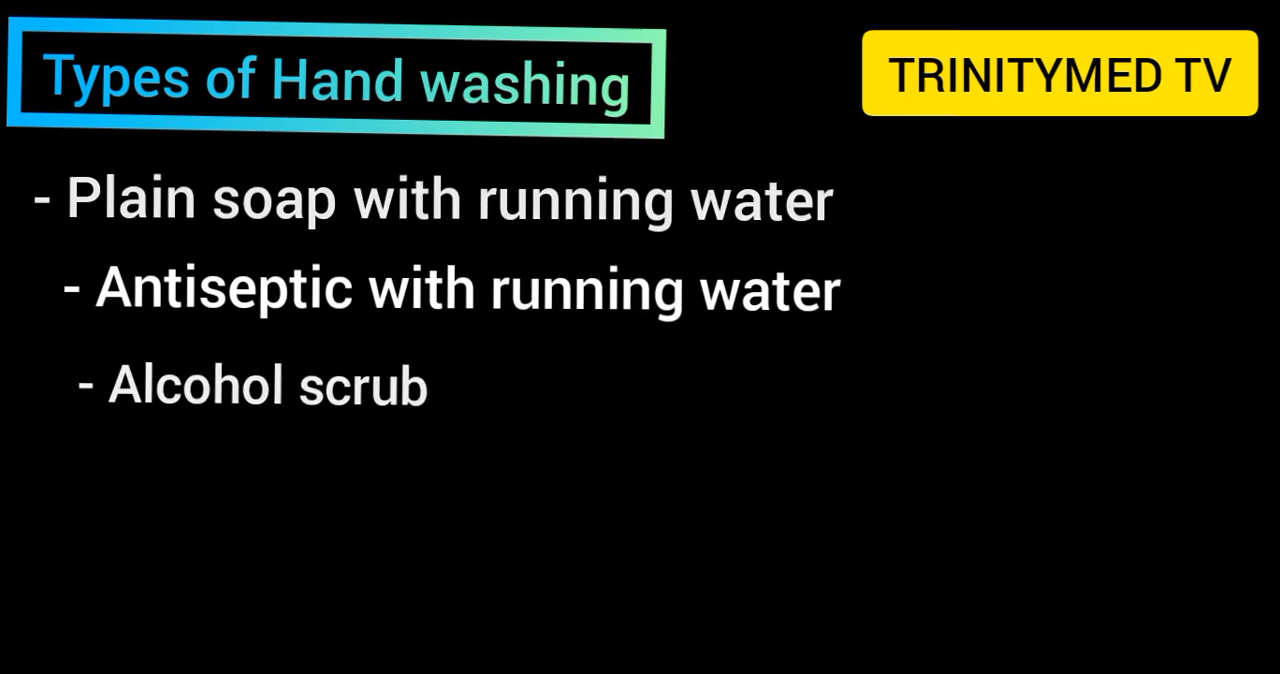 Types of Hand washing
TRINITYMED TV
- Plain soap with running water
- Antiseptic with running water
- Alcohol scrub